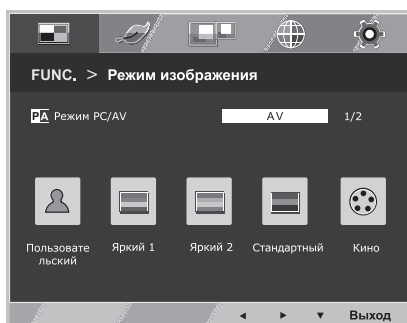 FUNC. > Режим изображения
PA Режим PC/AV AV 1/2
Пользовате
льский
Яркий 1 Яркий 2 Стандартный Кино
Выход